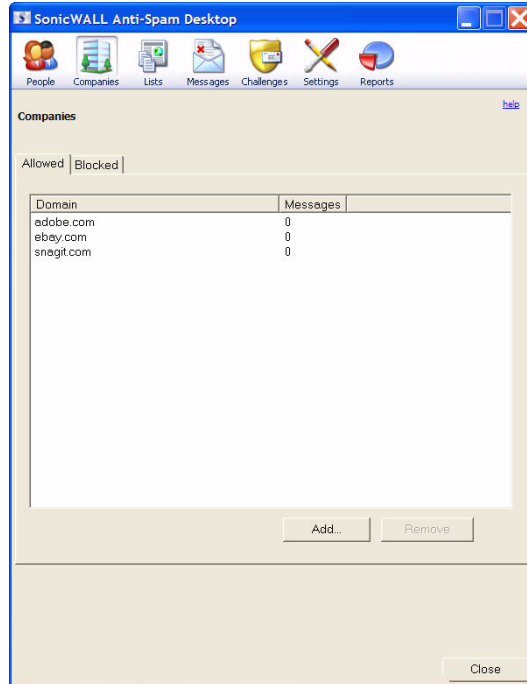 SonicWALL Anti-Spam Desktop
People Companies Lists Messages Challenges Settings Reports
help
Companies
Allowed Blocked
Domain Messages
adobe.com 0
ebay.com 0
snagit.com 0
Add... Remove
Close